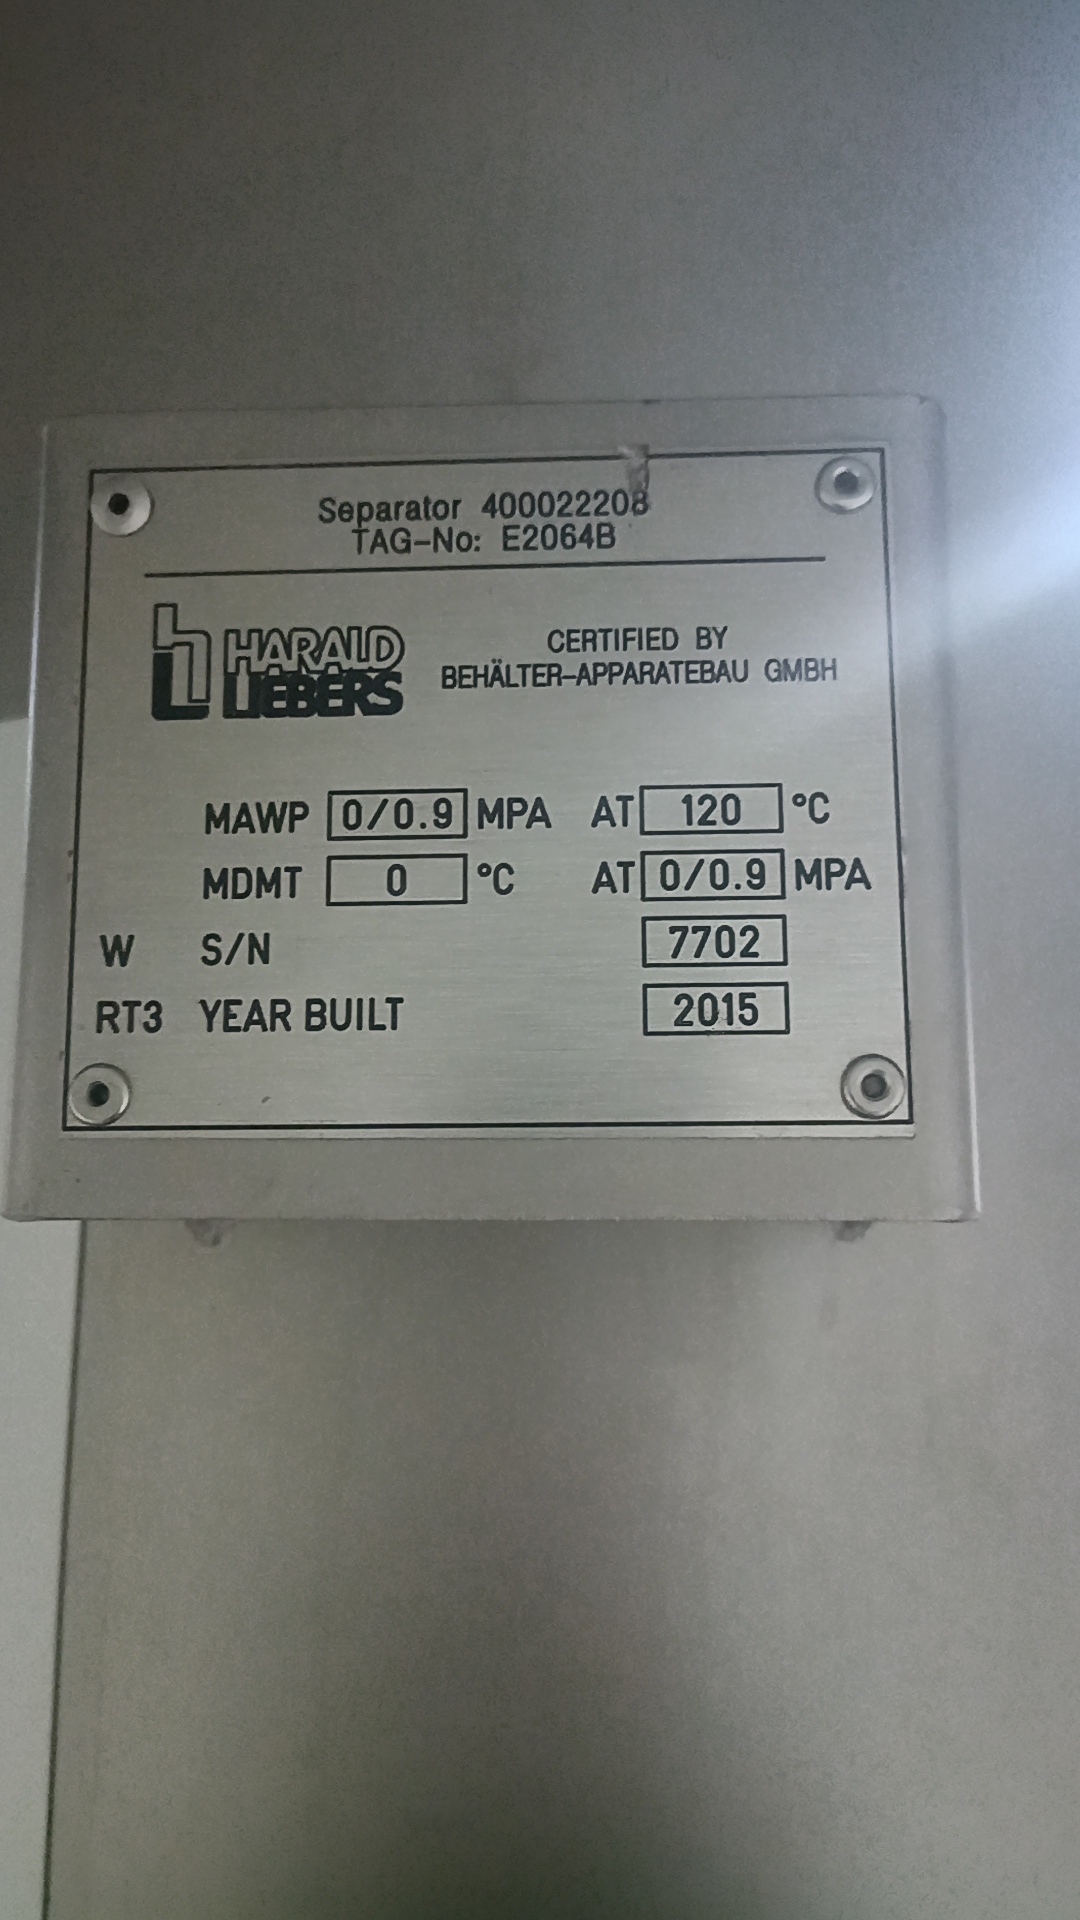 Separator 400022208
TAG-No: E2064B
HARALD
LIEBERS
CERTIFIED BY
BEHÄLTER-APPARATEBAU GMBH
MAWP 0/0.9 MPA AT 120 °C
MDMT 0 °C AT 0/0.9 MPA
W S/N 7702
RT3 YEAR BUILT 2015